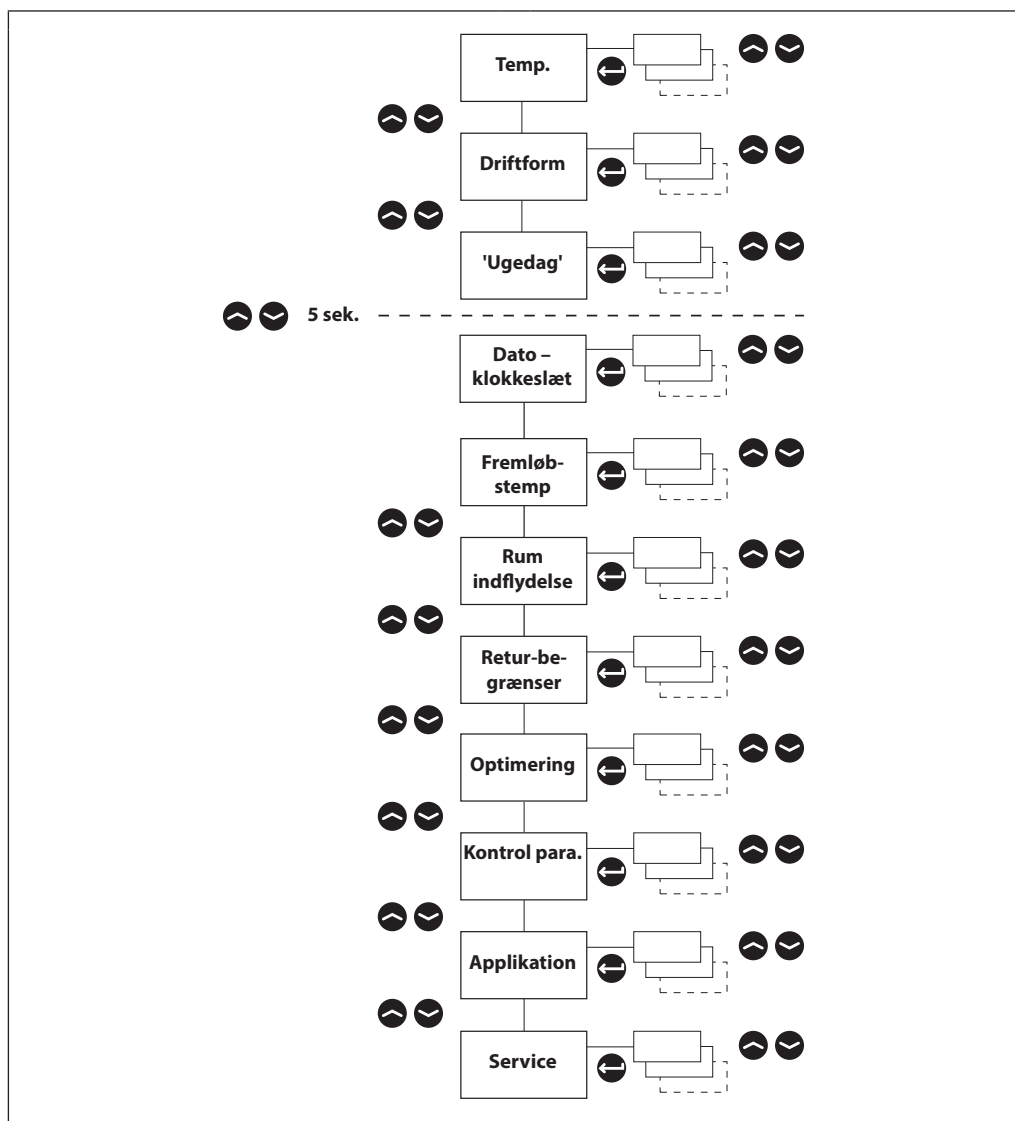 Temp.
Driftform
'Ugedag'
5 sek.
Dato –
klokkeslæt
Fremløb-
stemp
Rum
indflydelse
Retur-be-
grænser
Optimering
Kontrol para.
Applikation
Service